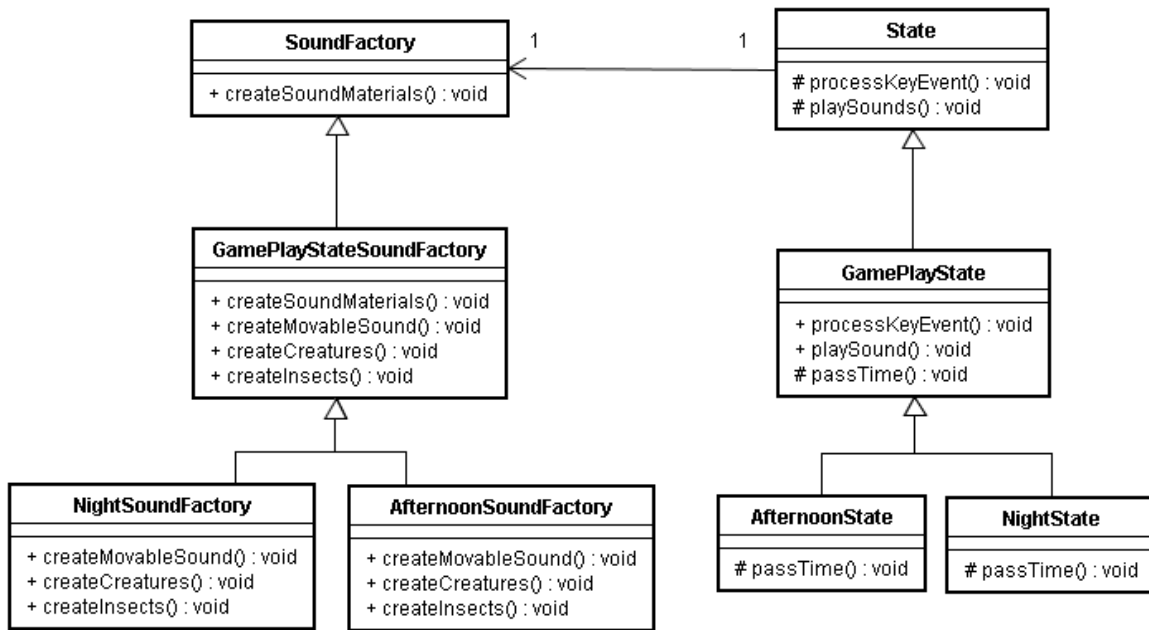 SoundFactory
+ createSoundMaterials() : void
1
1
State
# processKeyEvent() : void
# playSounds() : void
GamePlayStateSoundFactory
+ createSoundMaterials() : void
+ createMovableSound() : void
+ createCreatures() : void
+ createInsects() : void
GamePlayState
+ processKeyEvent() : void
+ playSound() : void
# passTime() : void
NightSoundFactory
+ createMovableSound() : void
+ createCreatures() : void
+ createInsects() : void
AfternoonSoundFactory
+ createMovableSound() : void
+ createCreatures() : void
+ createInsects() : void
AfternoonState
# passTime() : void
NightState
# passTime() : void